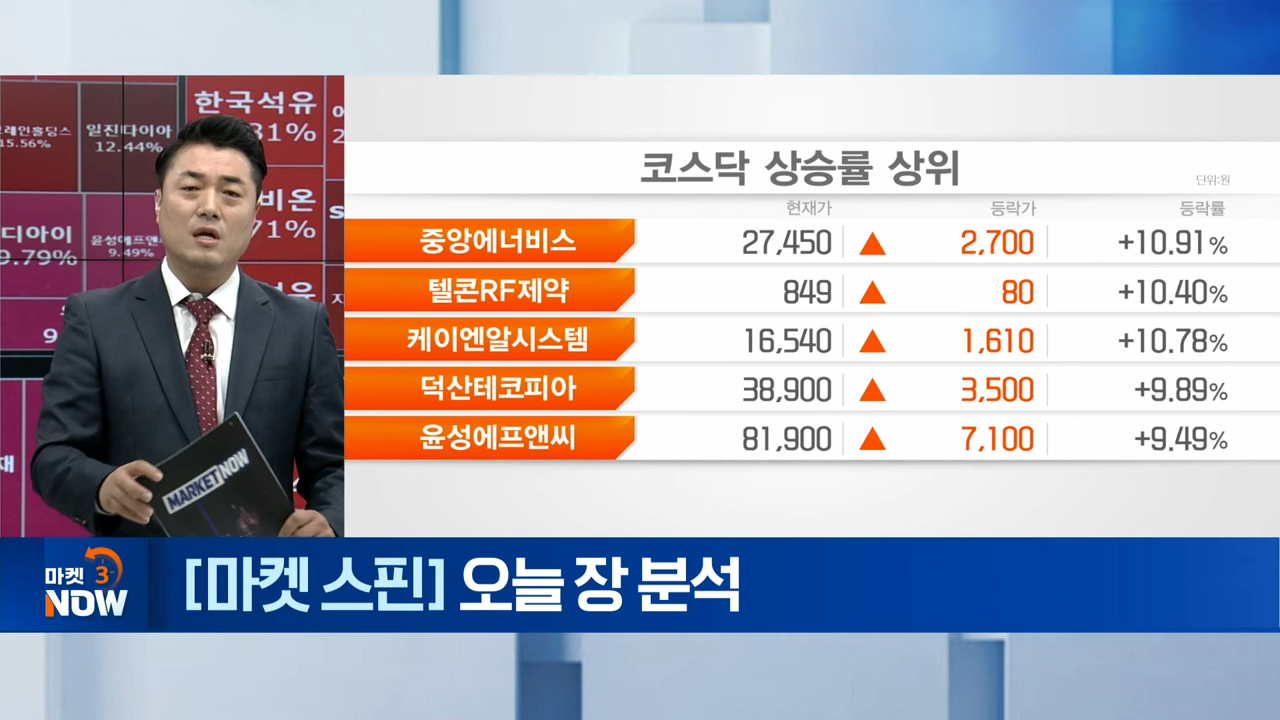 한국석유
31%
레인홀딩스
15.56%
일진다이아
12.44%
비온
71%
디아이
9.79%
윤성에프앤씨
9.49%
코스닥 상승률 상위
단위:원
현재가 등락가 등락률
중앙에너비스 27,450 ▲ 2,700 +10.91%
텔콘RF제약 849 ▲ 80 +10.40%
케이엔알시스템 16,540 ▲ 1,610 +10.78%
덕산테코피아 38,900 ▲ 3,500 +9.89%
윤성에프앤씨 81,900 ▲ 7,100 +9.49%
MARKET NOW
마켓 3
NOW
[마켓 스핀] 오늘 장 분석